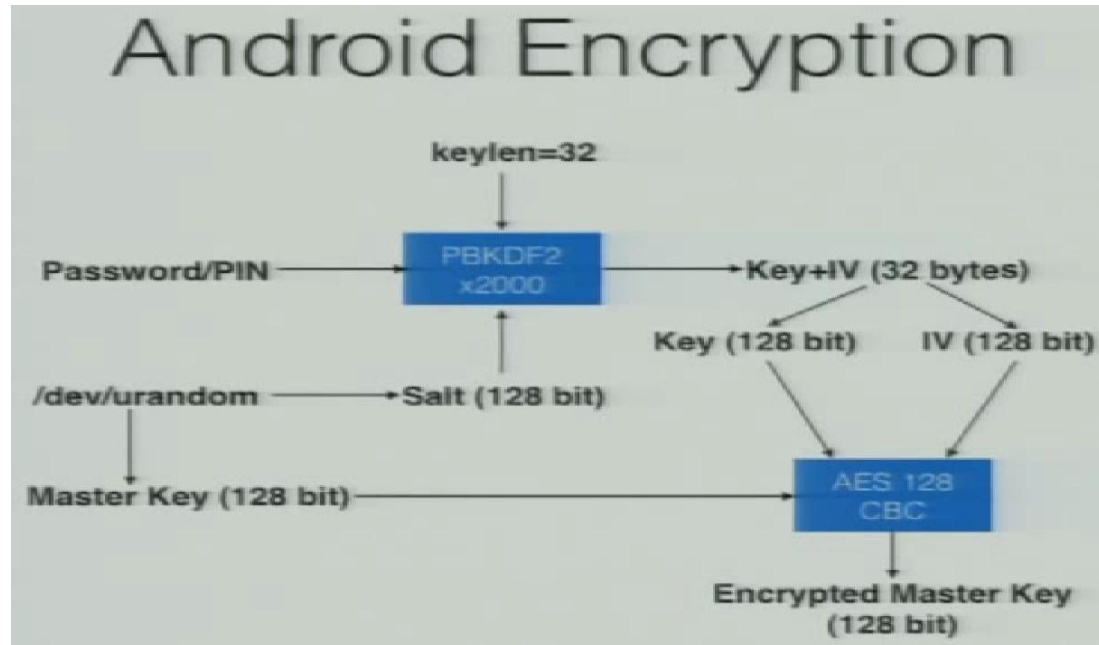 Android Encryption
keylen=32
PBKDF2
x2000
Password/PIN
Key+IV (32 bytes)
Key (128 bit)
IV (128 bit)
/dev/urandom
Salt (128 bit)
Master Key (128 bit)
AES 128
CBC
Encrypted Master Key
(128 bit)